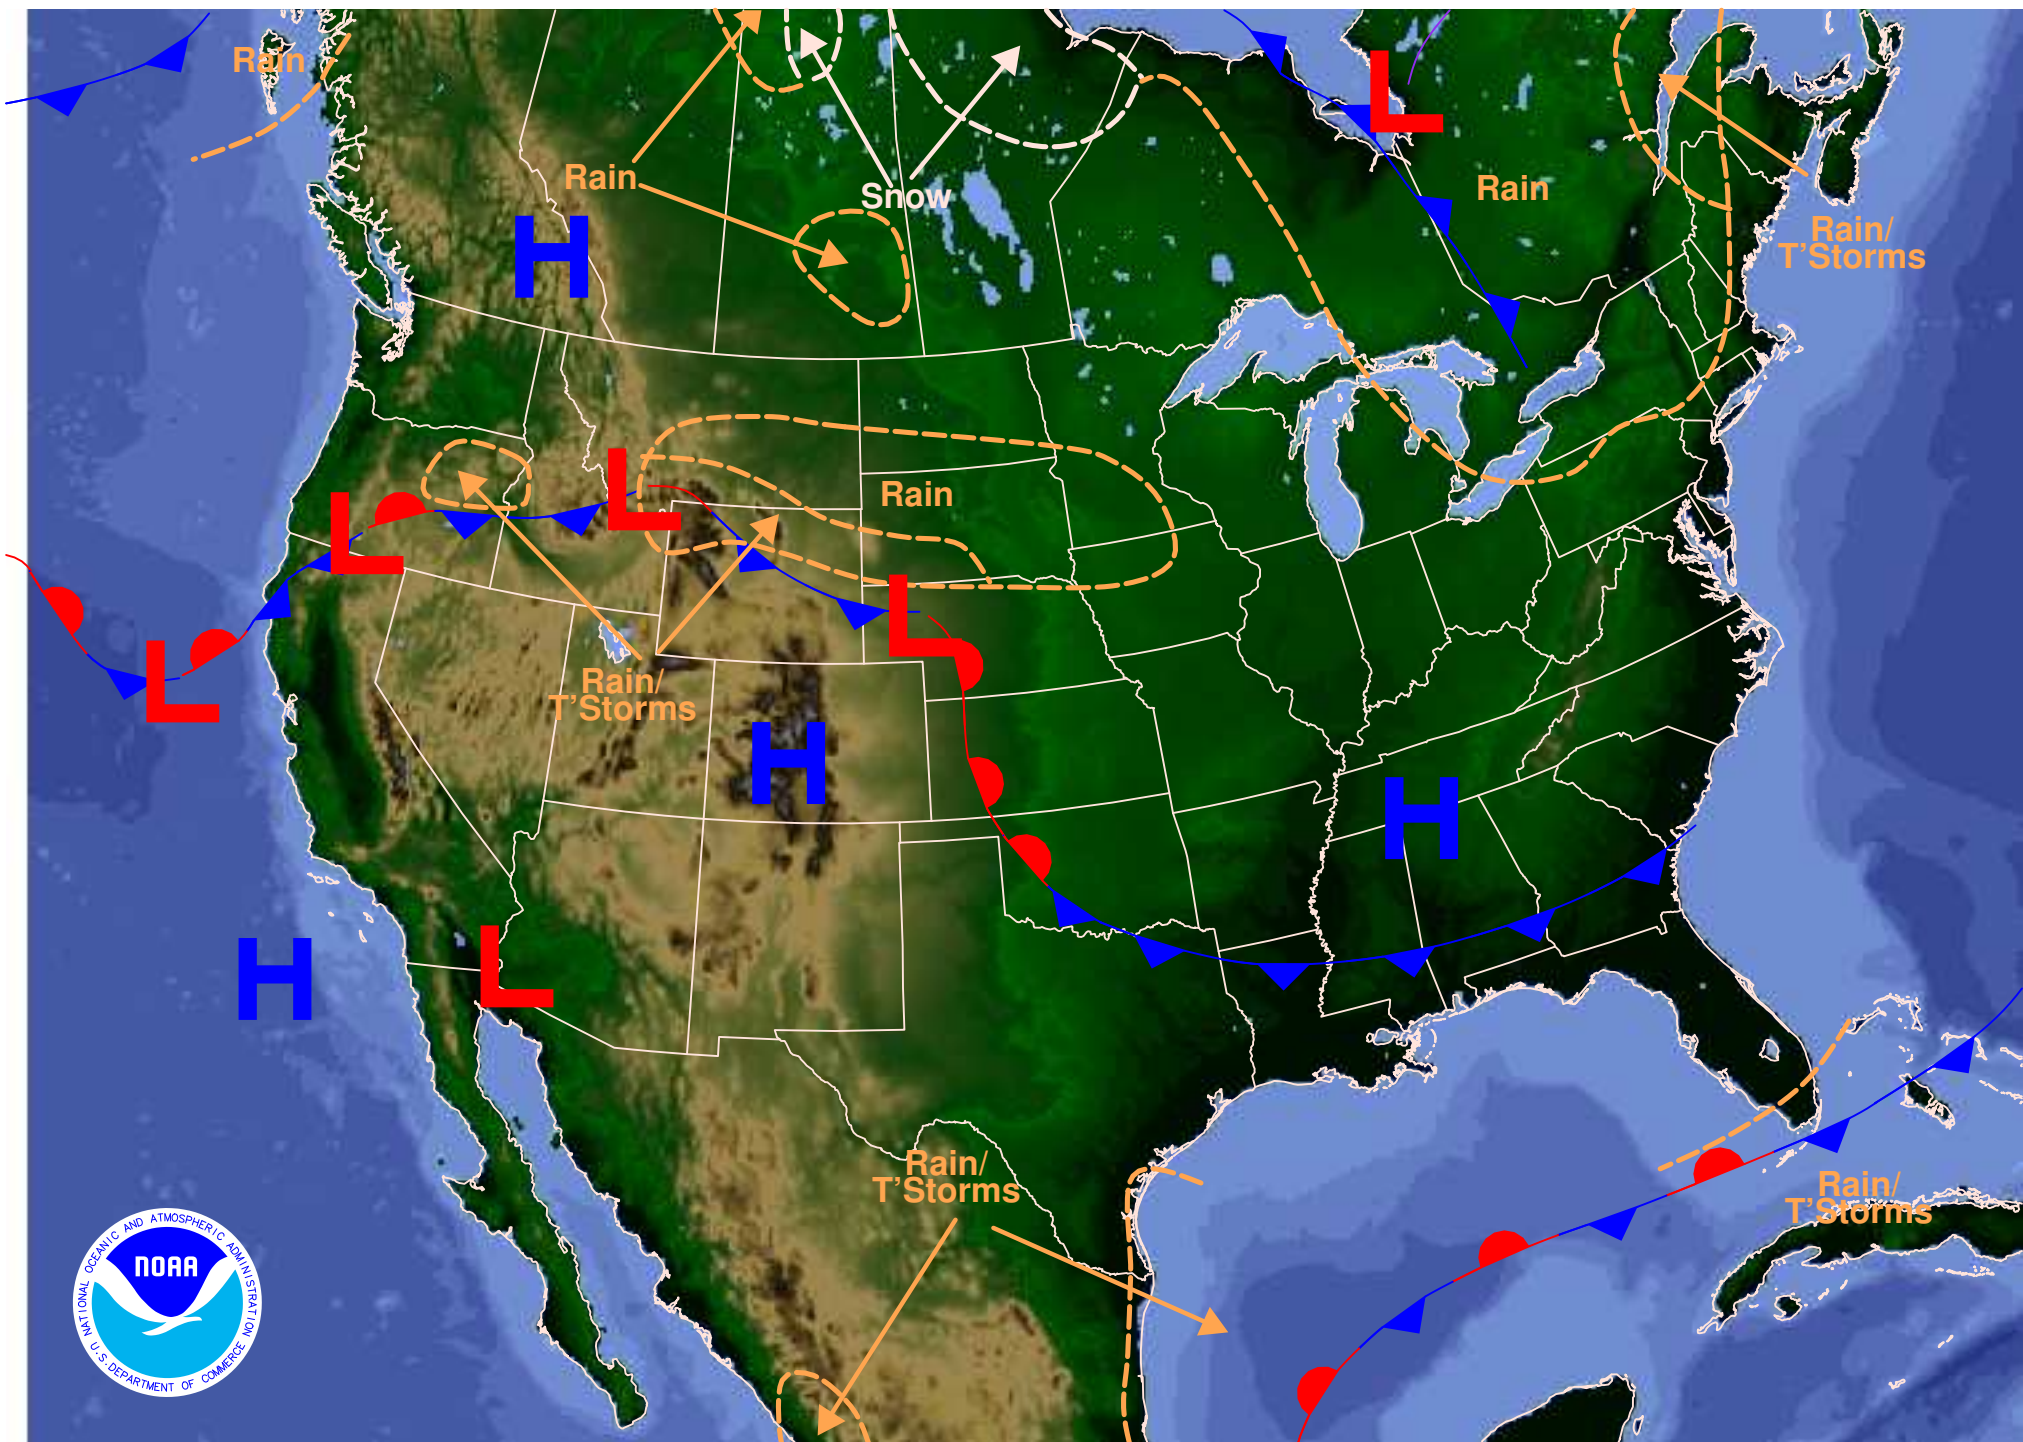 Rain
L
Rain
Snow
Rain
Rain/
T'Storms
H
L
L
Rain
L
L
Rain/
T'Storms
H
H
H
L
Rain/
T'Storms
Rain/
T'Storms
NATIONAL OCEANIC AND ATMOSPHERIC ADMINISTRATION
NOAA
U.S. DEPARTMENT OF COMMERCE